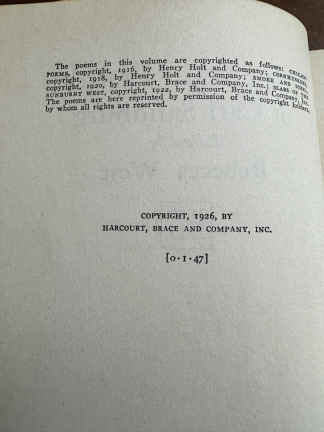 The poems in this volume are copyrighted as follows: CHICAGO
POEMS, copyright, 1916, by Henry Holt and Company; CORNHUSKERS,
copyright, 1918, by Henry Holt and Company; SMOKE AND STEEL,
copyright, 1920, by Harcourt, Brace and Company, Inc.; SLABS OF THE
SUNBURNT WEST, copyright, 1922, by Harcourt, Brace and Company, Inc.
The poems are here reprinted by permission of the copyright holders,
by whom all rights are reserved.
COPYRIGHT, 1926, BY
HARCOURT, BRACE AND COMPANY, INC.
[0·1·47]